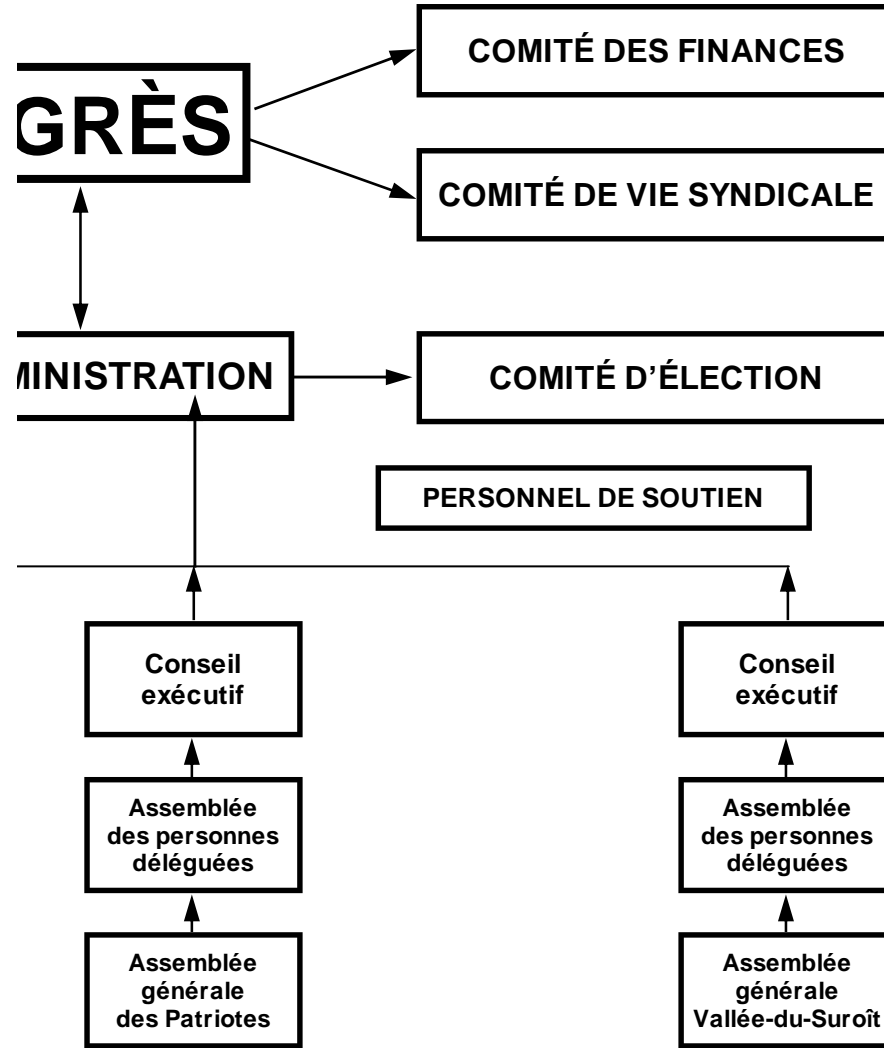 COMITÉ DES FINANCES
GRÈS
COMITÉ DE VIE SYNDICALE
MINISTRATION
COMITÉ D’ÉLECTION
PERSONNEL DE SOUTIEN
Conseil
exécutif
Assemblée
des personnes
déléguées
Assemblée
générale
des Patriotes
Conseil
exécutif
Assemblée
des personnes
déléguées
Assemblée
générale
Vallée-du-Suroît